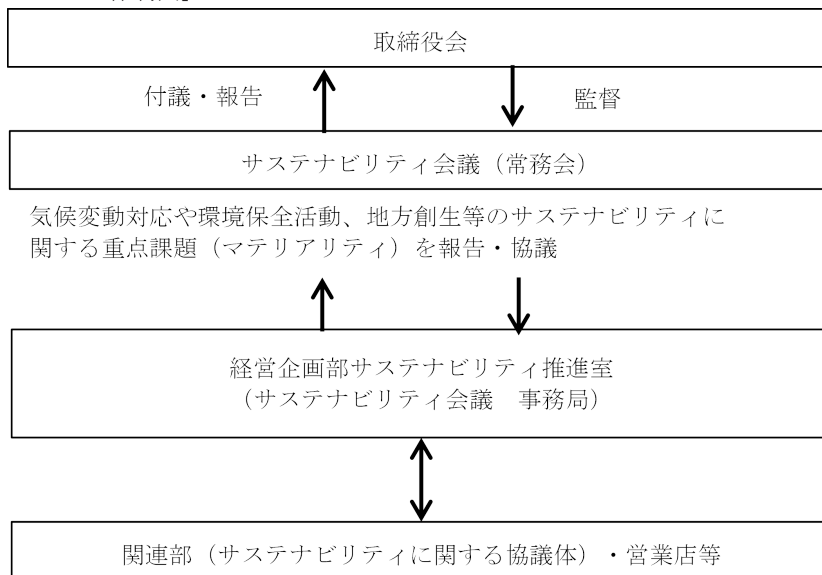 取締役会
付議・報告
監督
サステナビリティ会議（常務会）
気候変動対応や環境保全活動、地方創生等のサステナビリティに
関する重点課題（マテリアリティ）を報告・協議
経営企画部サステナビリティ推進室
（サステナビリティ会議　事務局）
関連部（サステナビリティに関する協議体）・営業店等